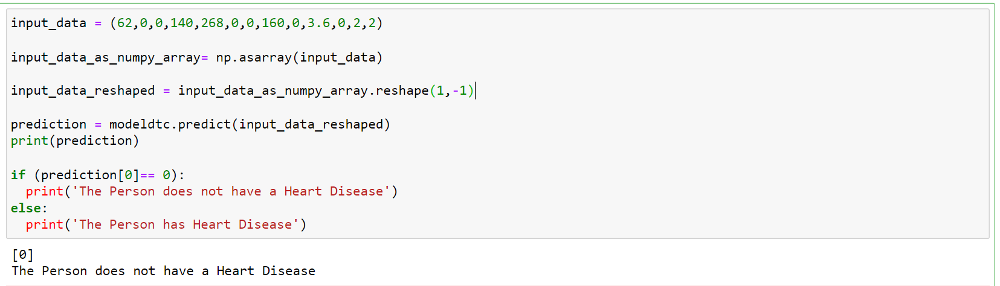 input_data = (62,0,0,140,268,0,0,160,0,3.6,0,2,2)
input_data_as_numpy_array= np.asarray(input_data)
input_data_reshaped = input_data_as_numpy_array.reshape(1,-1)
prediction = modeldtc.predict(input_data_reshaped)
print(prediction)
if (prediction[0]== 0):
  print('The Person does not have a Heart Disease')
else:
  print('The Person has Heart Disease')
[0]
The Person does not have a Heart Disease